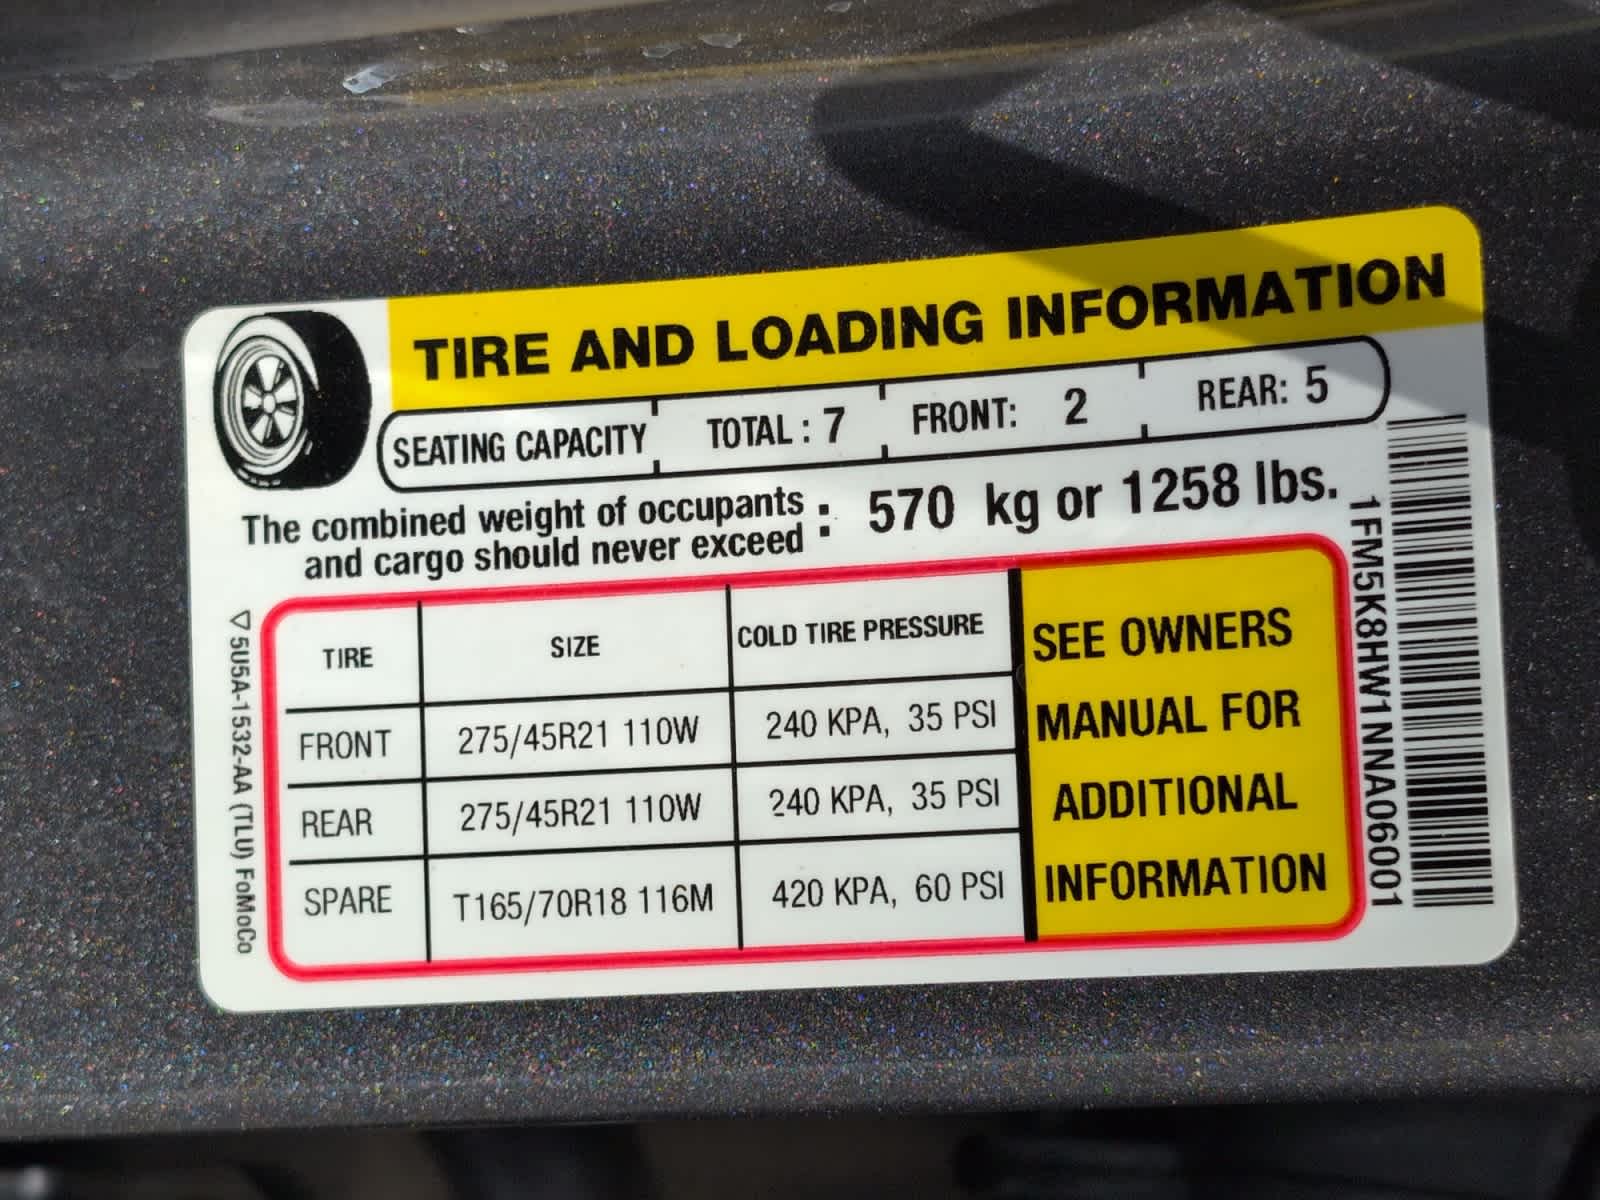 TIRE AND LOADING INFORMATION
SEATING CAPACITY TOTAL : 7 FRONT: 2 REAR: 5
The combined weight of occupants
and cargo should never exceed : 570 kg or 1258 lbs.
TIRE SIZE COLD TIRE PRESSURE
FRONT 275/45R21 110W 240 KPA, 35 PSI
REAR 275/45R21 110W 240 KPA, 35 PSI
SPARE T165/70R18 116M 420 KPA, 60 PSI
SEE OWNERS
MANUAL FOR
ADDITIONAL
INFORMATION
1FM5K8HW1NNA06001
5U5A-1532-AA (TLU) FoMoCo